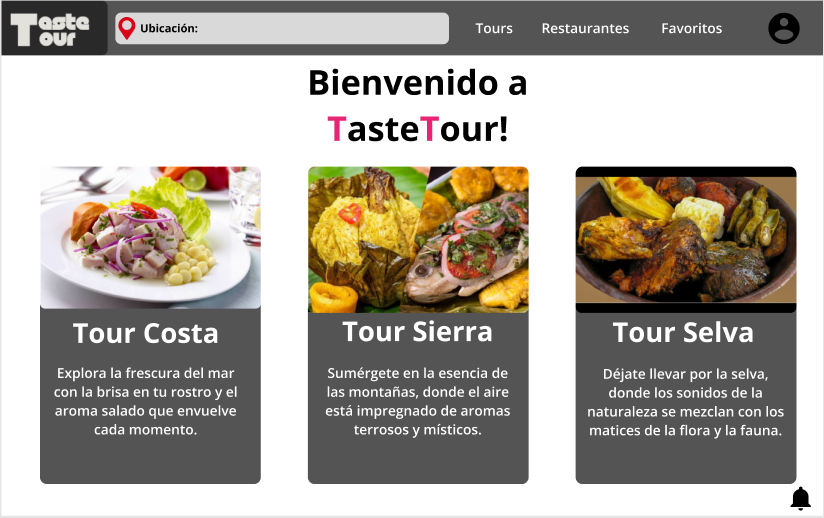 Taste
Tour
Ubicación:
Tours
Restaurantes
Favoritos
Bienvenido a
TasteTour!
Tour Costa
Explora la frescura del mar
con la brisa en tu rostro y el
aroma salado que envuelve
cada momento.
Tour Sierra
Sumérgete en la esencia de
las montañas, donde el aire
está impregnado de aromas
terrosos y místicos.
Tour Selva
Déjate llevar por la selva,
donde los sonidos de la
naturaleza se mezclan con los
matices de la flora y la fauna.